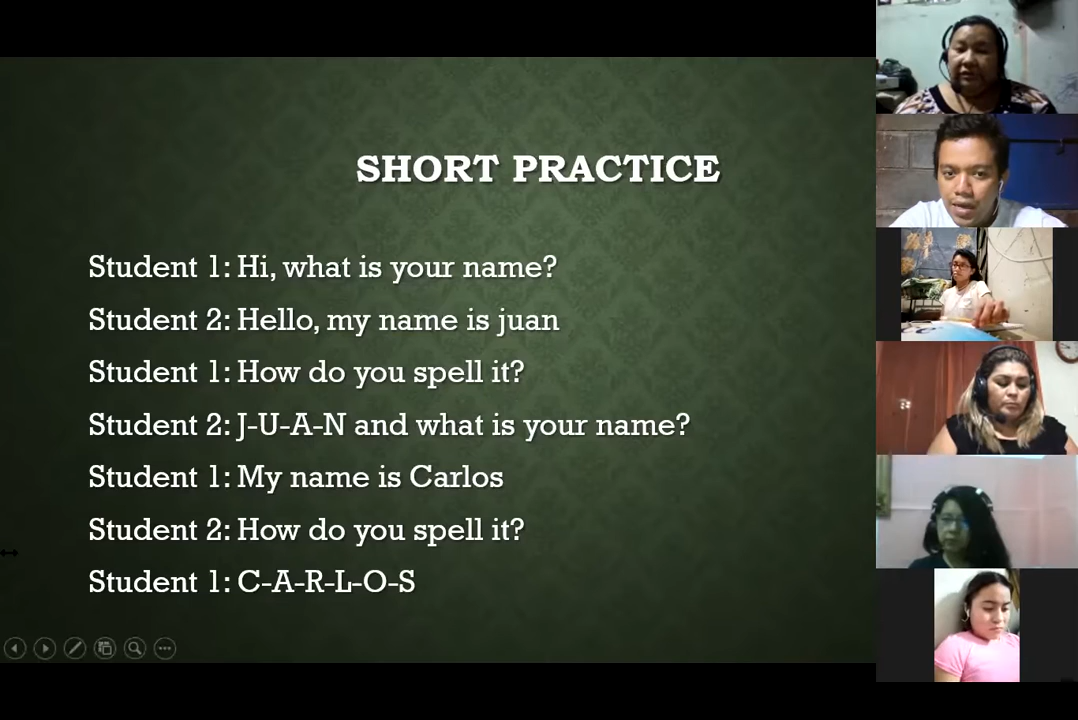 SHORT PRACTICE
Student 1: Hi, what is your name?
Student 2: Hello, my name is juan
Student 1: How do you spell it?
Student 2: J-U-A-N and what is your name?
Student 1: My name is Carlos
Student 2: How do you spell it?
Student 1: C-A-R-L-O-S